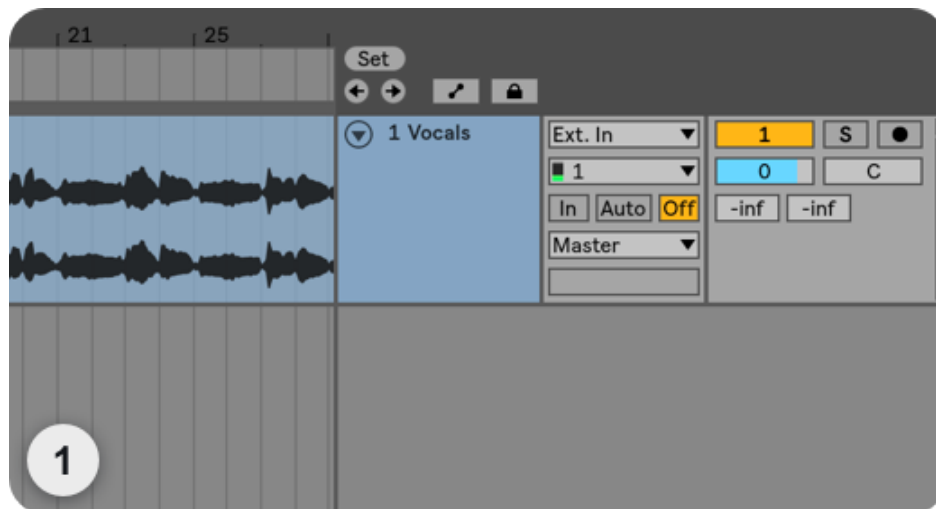 21 25
Set
1 Vocals Ext. In 1 S
1 0 C
In Auto Off -inf -inf
Master
1